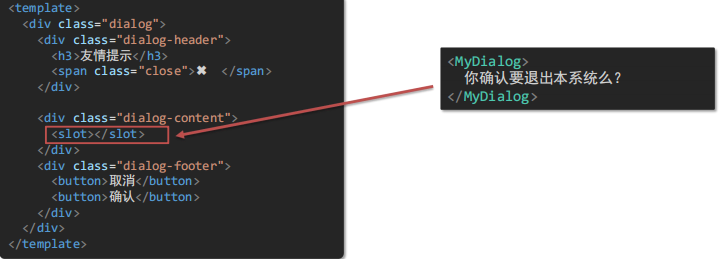 <template>
  <div class="dialog">
    <div class="dialog-header">
      <h3>友情提示</h3>
      <span class="close">✖  </span>
    </div>

    <div class="dialog-content">
      <slot></slot>
    </div>
    <div class="dialog-footer">
      <button>取消</button>
      <button>确认</button>
    </div>
  </div>
</template>
<MyDialog>
  你确认要退出本系统么?
</MyDialog>